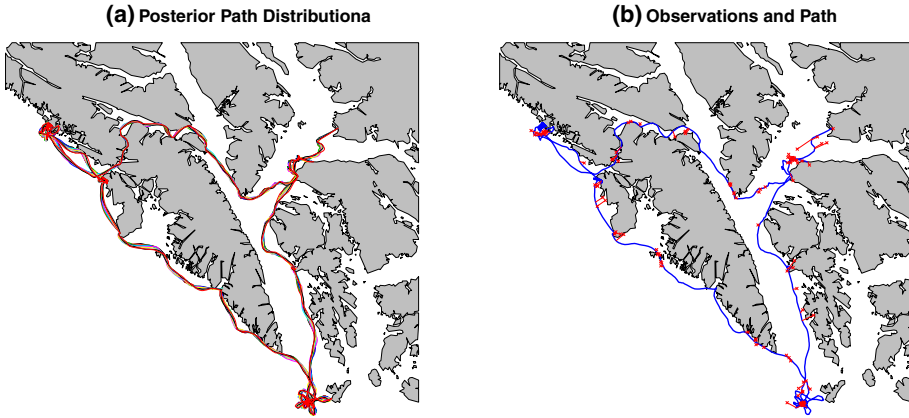 (a) Posterior Path Distributiona
(b) Observations and Path